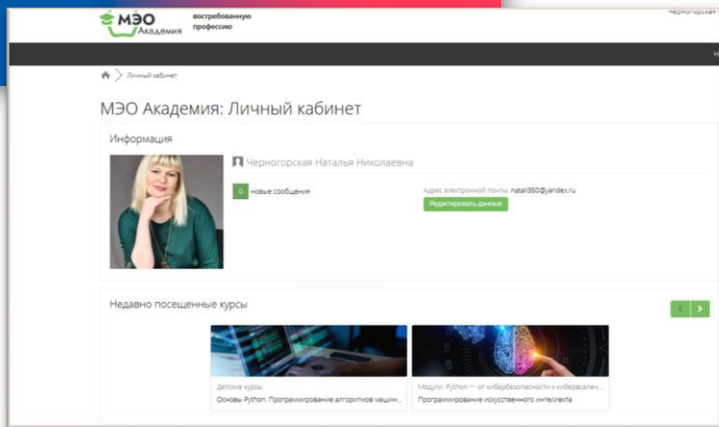 МЭО
Академия
востребованную
профессию
Черногорская
Н
Личный кабинет
МЭО Академия: Личный кабинет
Информация
Черногорская Наталья Николаевна
0 новые сообщения
Адрес электронной почты: natali350@yandex.ru
Редактировать данные
Недавно посещенные курсы
Детские курсы
Основы Python. Программирование алгоритмов машин...
Модули: Python — от кибербезопасности к кибервселен...
Программирование искусственного интеллекта